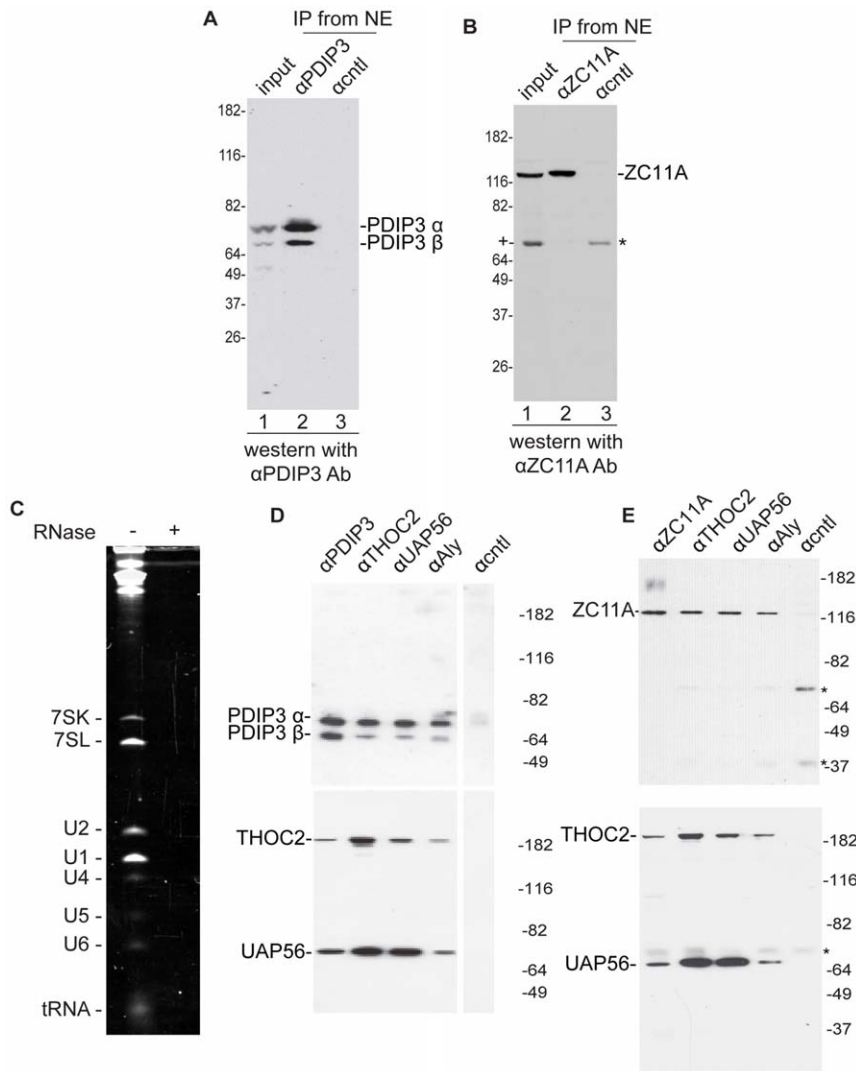 A
IP from NE
input αPDIP3 αcntl
182-
116-
82-
64-
49-
37-
26-
-PDIP3 α
-PDIP3 β
1 2 3
western with
αPDIP3 Ab
B
IP from NE
input αZC11A αcntl
182-
116-
82-
+-
64-
49-
37-
26-
-ZC11A
*
1 2 3
western with
αZC11A Ab
C
RNase - +
7SK -
7SL -
U2 -
U1 -
U4 -
U5 -
U6 -
tRNA -
D
αPDIP3 αTHOC2 αUAP56 αAly αcntl
PDIP3 α-
PDIP3 β-
-182
-116
-82
-64
-49
THOC2-
UAP56-
-182
-116
-82
-64
-49
E
αZC11A αTHOC2 αUAP56 αAly αcntl
ZC11A-
-182
-116
-82
*
-64
-49
*
-37
THOC2-
UAP56-
-182
-116
-82
*
-64
-49
-37